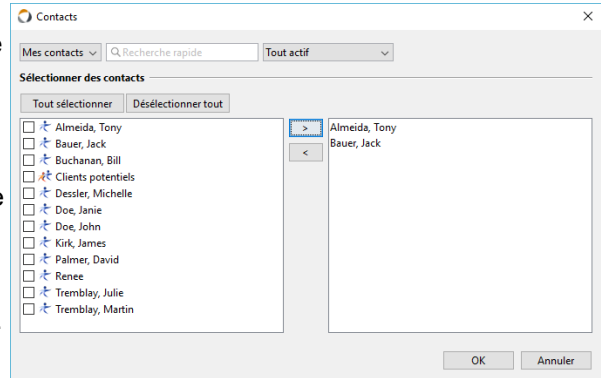 Contacts
Mes contacts Recherche rapide Tout actif
Sélectionner des contacts
Tout sélectionner Désélectionner tout
Almeida, Tony > Almeida, Tony
Bauer, Jack Bauer, Jack
Buchanan, Bill <
Clients potentiels
Dessler, Michelle
Doe, Janie
Doe, John
Kirk, James
Palmer, David
Renee
Tremblay, Julie
Tremblay, Martin
OK Annuler